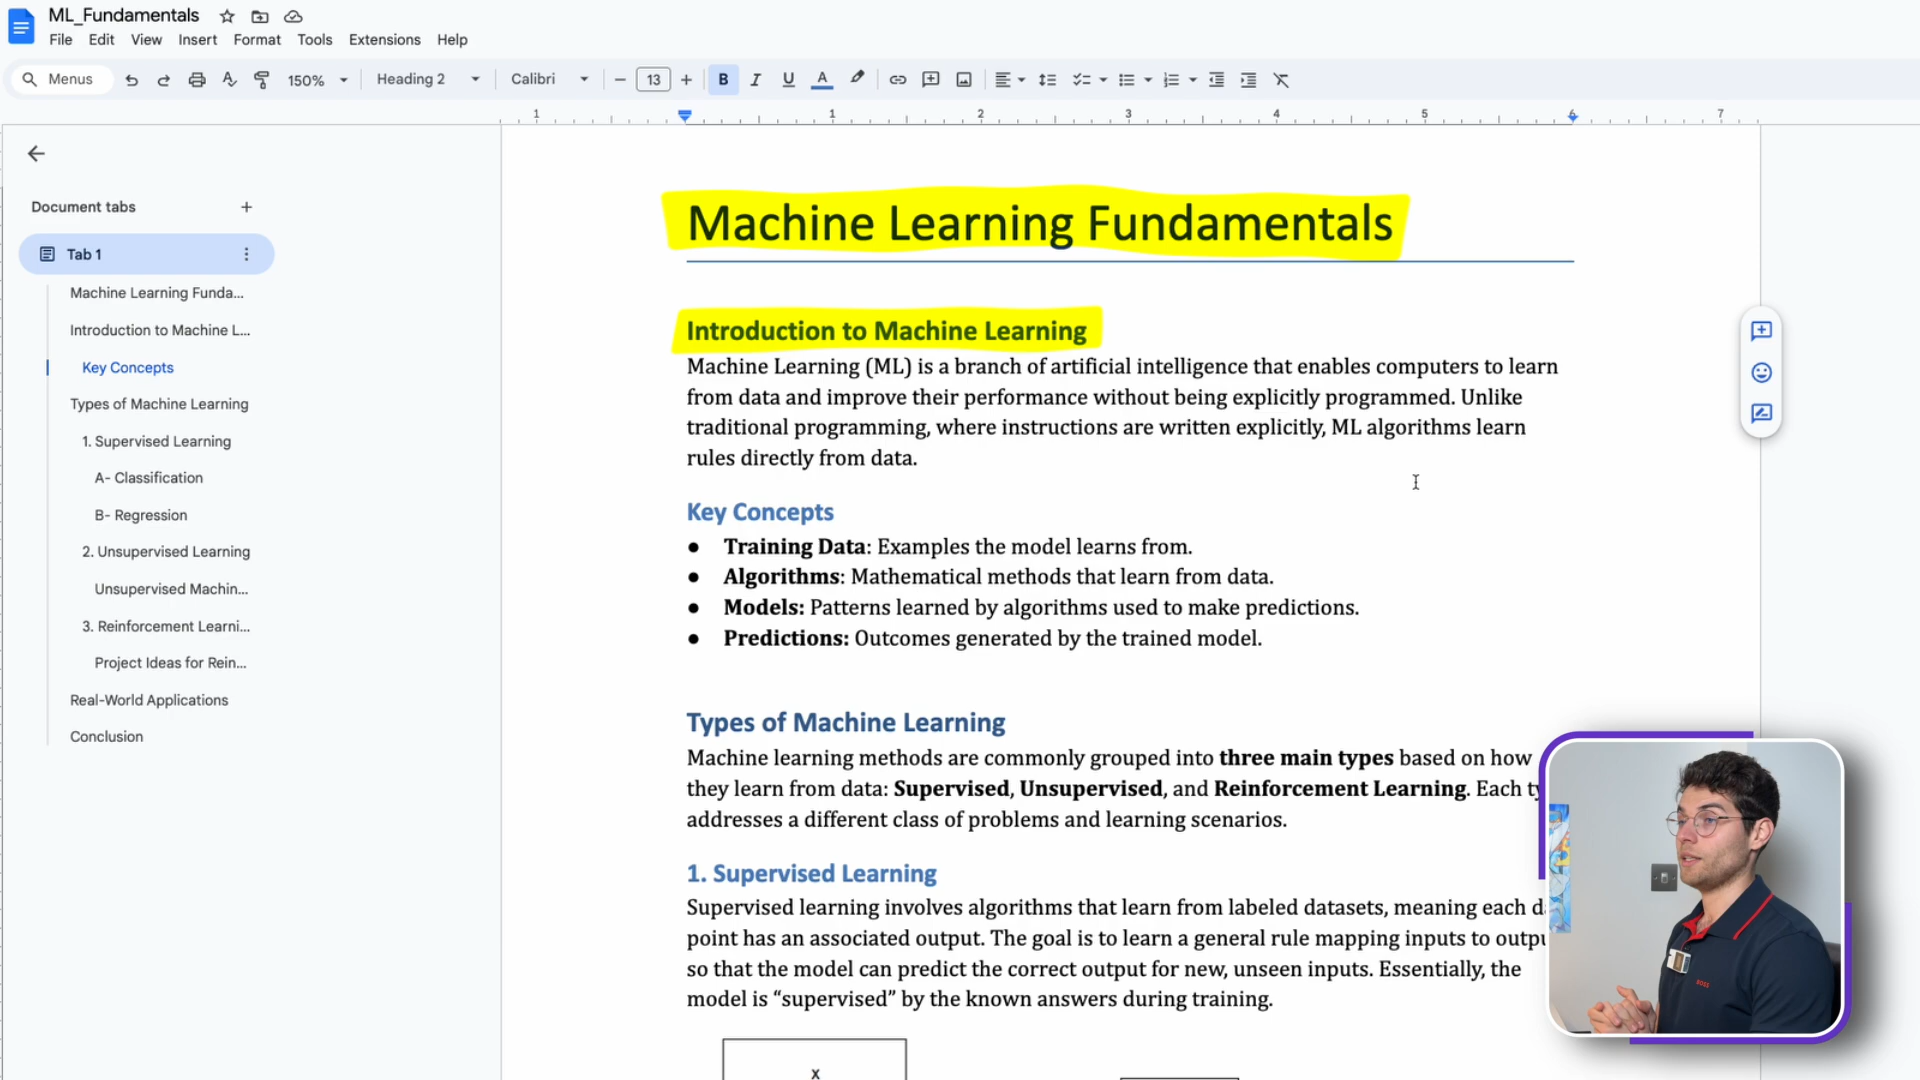 ML_Fundamentals
File Edit View Insert Format Tools Extensions Help
Menus 150% Heading 2 Calibri 13 B I U A
1 1 2 3 4 5 6 7
Document tabs
Tab 1
Machine Learning Funda...
Introduction to Machine L...
Key Concepts
Types of Machine Learning
1. Supervised Learning
A- Classification
B- Regression
2. Unsupervised Learning
Unsupervised Machin...
3. Reinforcement Learni...
Project Ideas for Rein...
Real-World Applications
Conclusion
Machine Learning Fundamentals
Introduction to Machine Learning
Machine Learning (ML) is a branch of artificial intelligence that enables computers to learn
from data and improve their performance without being explicitly programmed. Unlike
traditional programming, where instructions are written explicitly, ML algorithms learn
rules directly from data.
Key Concepts
● Training Data: Examples the model learns from.
● Algorithms: Mathematical methods that learn from data.
● Models: Patterns learned by algorithms used to make predictions.
● Predictions: Outcomes generated by the trained model.
Types of Machine Learning
Machine learning methods are commonly grouped into three main types based on how
they learn from data: Supervised, Unsupervised, and Reinforcement Learning. Each
addresses a different class of problems and learning scenarios.
1. Supervised Learning
Supervised learning involves algorithms that learn from labeled datasets, meaning each
point has an associated output. The goal is to learn a general rule mapping inputs to
so that the model can predict the correct output for new, unseen inputs. Essentially, the
model is “supervised” by the known answers during training.
x
BOSS